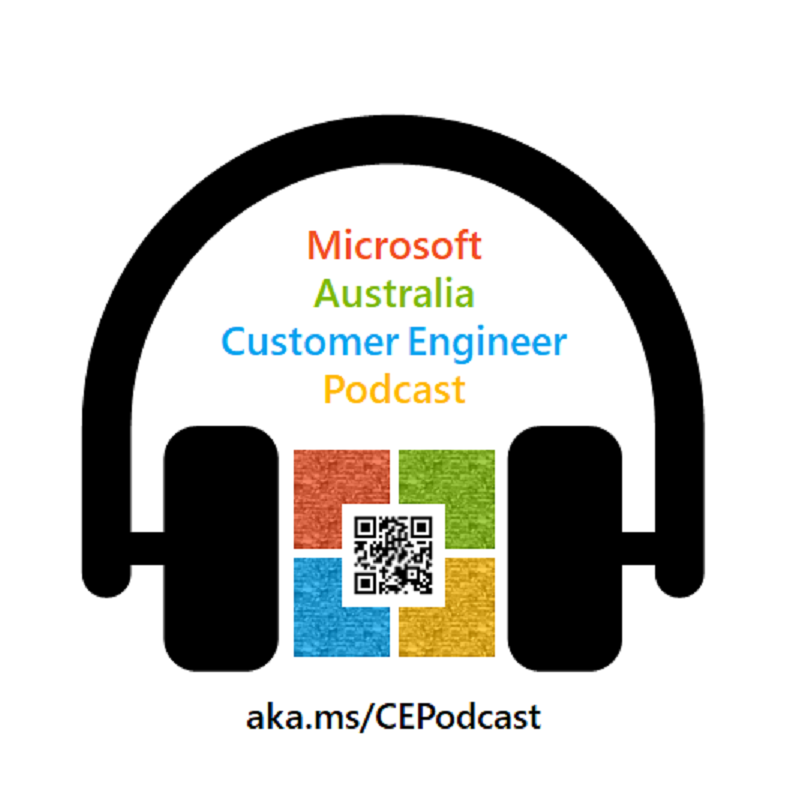 Microsoft
Australia
Customer Engineer
Podcast
aka.ms/CEPodcast